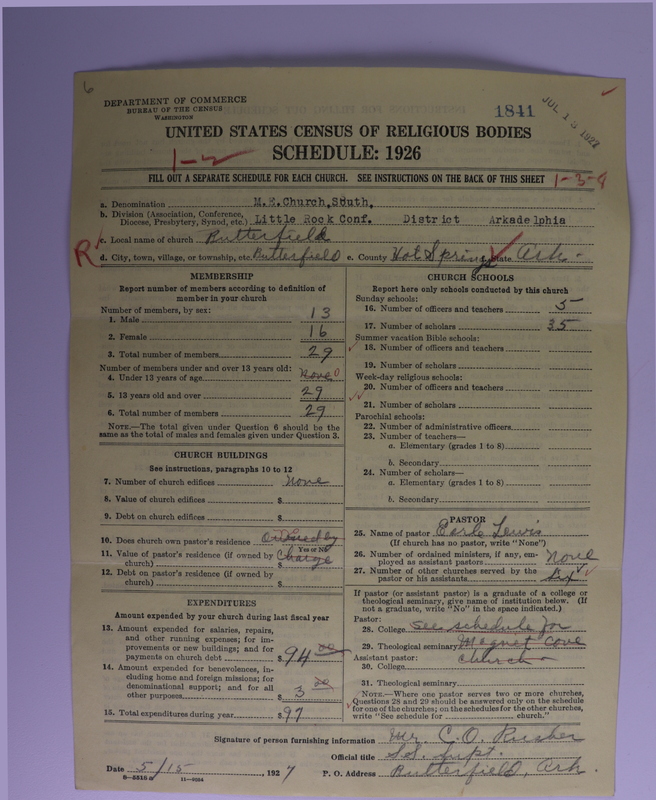 6
DEPARTMENT OF COMMERCE
BUREAU OF THE CENSUS
WASHINGTON
1841
JUL 13 1927
UNITED STATES CENSUS OF RELIGIOUS BODIES
SCHEDULE: 1926
1-2
FILL OUT A SEPARATE SCHEDULE FOR EACH CHURCH. SEE INSTRUCTIONS ON THE BACK OF THIS SHEET
1-3-8
a. Denomination M.E.Church,South,
b. Division (Association, Conference,
Diocese, Presbytery, Synod, etc.) Little Rock Conf. District Arkadelphia
c. Local name of church Butterfield
R
d. City, town, village, or township, etc. Butterfield e. County Hot Spring State Ark.
MEMBERSHIP
Report number of members according to definition of
member in your church
Number of members, by sex:
1. Male 13
2. Female 16
3. Total number of members 29
Number of members under and over 13 years old:
4. Under 13 years of age None 0
5. 13 years old and over 29
6. Total number of members 29
NOTE.—The total given under Question 6 should be the
same as the total of males and females given under Question 3.
CHURCH BUILDINGS
See instructions, paragraphs 10 to 12
7. Number of church edifices None
8. Value of church edifices $
9. Debt on church edifices $
10. Does church own pastor's residence Owned by
Yes or No
11. Value of pastor's residence (if owned by
church) $ Charge
12. Debt on pastor's residence (if owned by
church) $
EXPENDITURES
Amount expended by your church during last fiscal year
13. Amount expended for salaries, repairs,
and other running expenses; for im-
provements or new buildings; and for
payments on church debt $ 94 00
14. Amount expended for benevolences, in-
cluding home and foreign missions; for
denominational support; and for all
other purposes $ 3 00
15. Total expenditures during year $ 97
CHURCH SCHOOLS
Report here only schools conducted by this church
Sunday schools:
16. Number of officers and teachers 5
17. Number of scholars 35
Summer vacation Bible schools:
18. Number of officers and teachers
19. Number of scholars
Week-day religious schools:
20. Number of officers and teachers
21. Number of scholars
Parochial schools:
22. Number of administrative officers
23. Number of teachers—
a. Elementary (grades 1 to 8)
b. Secondary
24. Number of scholars—
a. Elementary (grades 1 to 8)
b. Secondary
PASTOR
25. Name of pastor Earle Lewis
(If church has no pastor, write "None")
26. Number of ordained ministers, if any, em-
ployed as assistant pastors None
27. Number of other churches served by the
pastor or his assistants Six
If pastor (or assistant pastor) is a graduate of a college or
theological seminary, give name of institution below. (If
not a graduate, write "No" in the space indicated.)
Pastor:
28. College See schedule for
29. Theological seminary Magnet Cove
Assistant pastor: church
30. College
31. Theological seminary
NOTE.—Where one pastor serves two or more churches,
Questions 28 and 29 should be answered only on the schedule
for one of the churches; on the schedules for the other churches,
write "See schedule for church."
Signature of person furnishing information Mr. C.O. Rusher
Official title S.S. Supt.
Date 5/15, 1927 P. O. Address Butterfield, Ark.
8-5515 11-9204